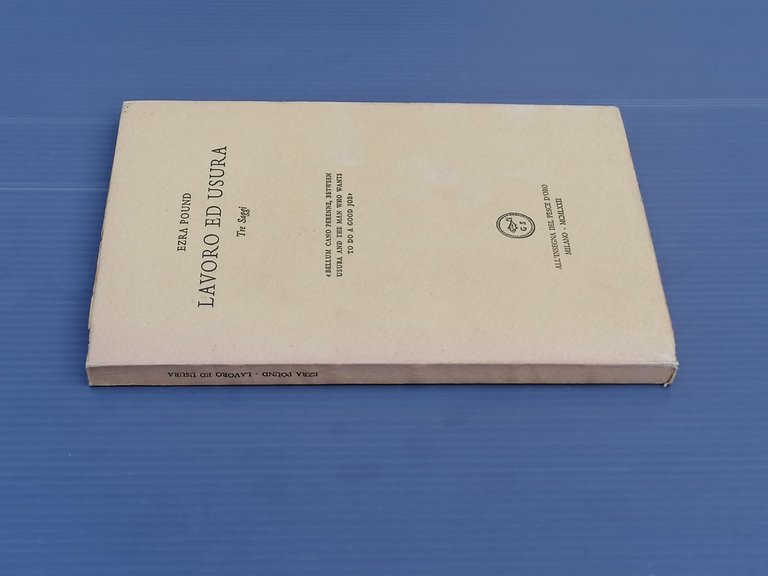 EZRA POUND
LAVORO ED USURA
Tre Saggi
«BELLUM CANO PERENNE, BETWEEN
USURA AND THE MAN WHO WANTS
TO DO A GOOD JOB»
G S
ALL'INSEGNA DEL PESCE D'ORO
MILANO - MCMLXIII
EZRA POUND - LAVORO ED USURA